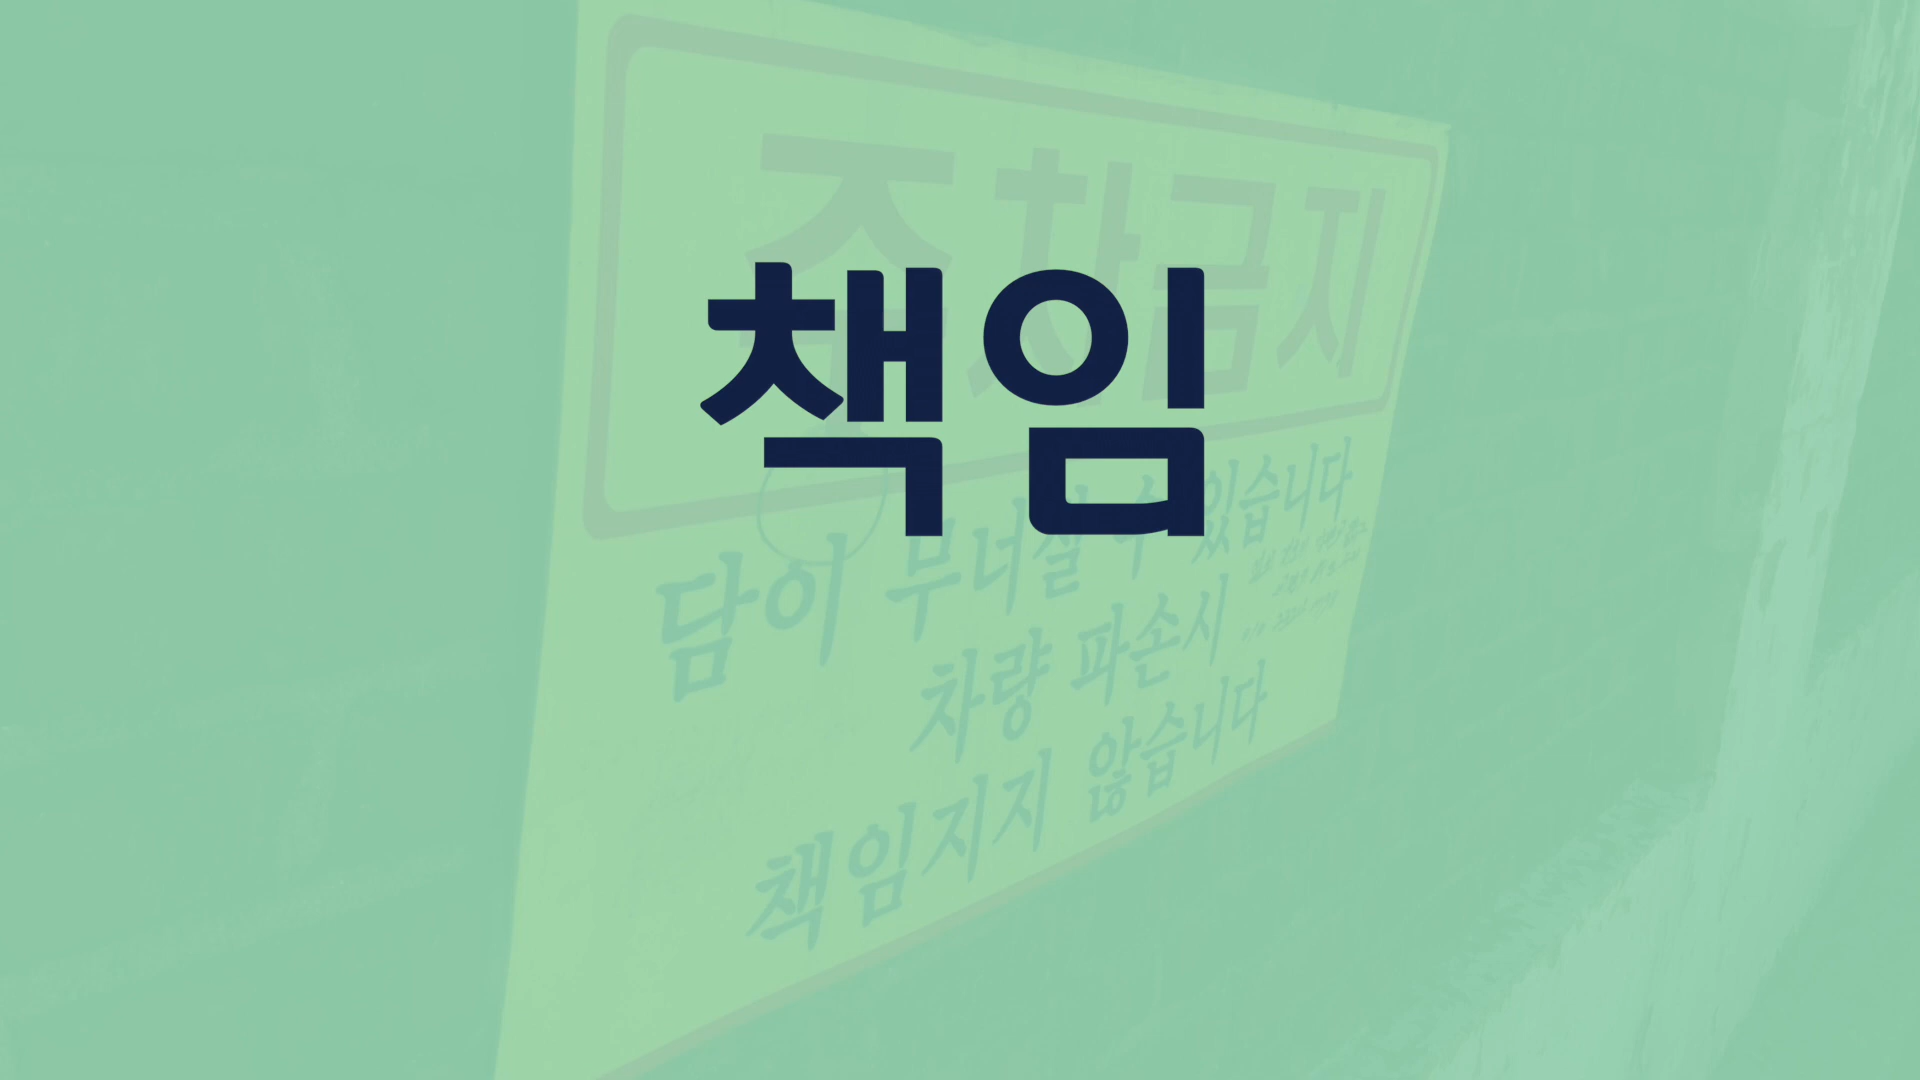 책임
주차금지
담이 무너질 수 있습니다
차량 파손시
책임지지 않습니다